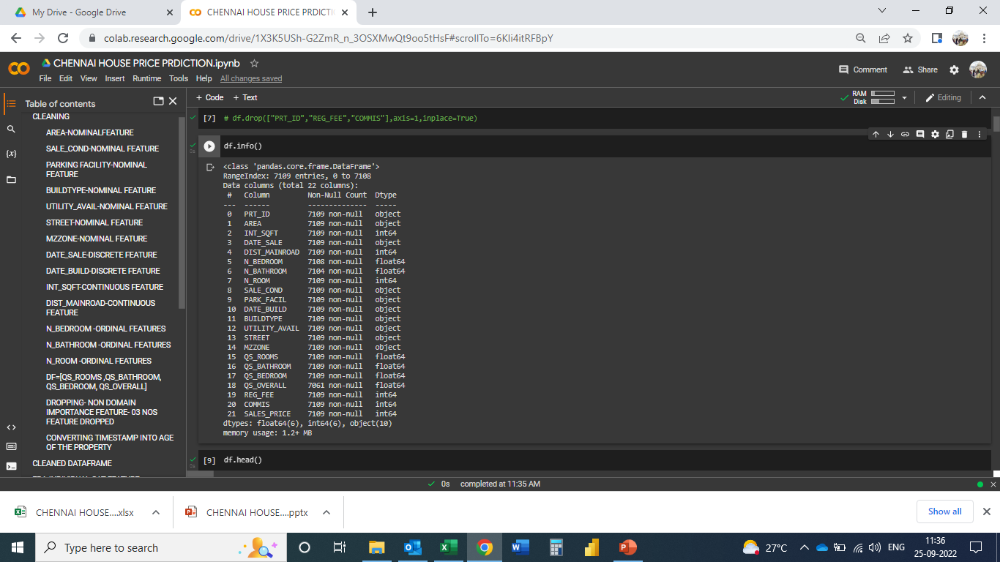 My Drive - Google Drive
CHENNAI HOUSE PRICE PRDICTIO
colab.research.google.com/drive/1X3K5USh-G2ZmR_n_3OSXMwQt9oo5tHsF#scrollTo=6Kli4itRFBpY
CO
CHENNAI HOUSE PRICE PRDICTION.ipynb
File Edit View Insert Runtime Tools Help All changes saved
Comment
Share
Table of contents
CLEANING
AREA-NOMINALFEATURE
SALE_COND-NOMINAL FEATURE
PARKING FACILITY-NOMINAL
FEATURE
BUILDTYPE-NOMINAL FEATURE
UTILITY_AVAIL-NOMINAL FEATURE
STREET-NOMINAL FEATURE
MZZONE-NOMINAL FEATURE
DATE_SALE-DISCRETE FEATURE
DATE_BUILD-DISCRETE FEATURE
INT_SQFT-CONTINUOUS FEATURE
DIST_MAINROAD-CONTINUOUS
FEATURE
N_BEDROOM -ORDINAL FEATURES
N_BATHROOM -ORDINAL FEATURES
N_ROOM -ORDINAL FEATURES
DF=[QS_ROOMS ,QS_BATHROOM,
QS_BEDROOM, QS_OVERALL]
DROPPING- NON DOMAIN
IMPORTANCE FEATURE- 03 NOS
FEATURE DROPPED
CONVERTING TIMESTAMP INTO AGE
OF THE PROPERTY
CLEANED DATAFRAME
+ Code + Text
RAM
Disk
Editing
[7] # df.drop(["PRT_ID","REG_FEE","COMMIS"],axis=1,inplace=True)
0s
df.info()
<class 'pandas.core.frame.DataFrame'>
RangeIndex: 7109 entries, 0 to 7108
Data columns (total 22 columns):
# Column Non-Null Count Dtype
--- ------ -------------- -----
0 PRT_ID 7109 non-null object
1 AREA 7109 non-null object
2 INT_SQFT 7109 non-null int64
3 DATE_SALE 7109 non-null object
4 DIST_MAINROAD 7109 non-null int64
5 N_BEDROOM 7108 non-null float64
6 N_BATHROOM 7104 non-null float64
7 N_ROOM 7109 non-null int64
8 SALE_COND 7109 non-null object
9 PARK_FACIL 7109 non-null object
10 DATE_BUILD 7109 non-null object
11 BUILDTYPE 7109 non-null object
12 UTILITY_AVAIL 7109 non-null object
13 STREET 7109 non-null object
14 MZZONE 7109 non-null object
15 QS_ROOMS 7109 non-null float64
16 QS_BATHROOM 7109 non-null float64
17 QS_BEDROOM 7109 non-null float64
18 QS_OVERALL 7061 non-null float64
19 REG_FEE 7109 non-null int64
20 COMMIS 7109 non-null int64
21 SALES_PRICE 7109 non-null int64
dtypes: float64(6), int64(6), object(10)
memory usage: 1.2+ MB
0s
[9] df.head()
0s completed at 11:35 AM
CHENNAI HOUSE....xlsx
CHENNAI HOUSE....pptx
Show all
Type here to search
27°C
ENG
11:36
25-09-2022